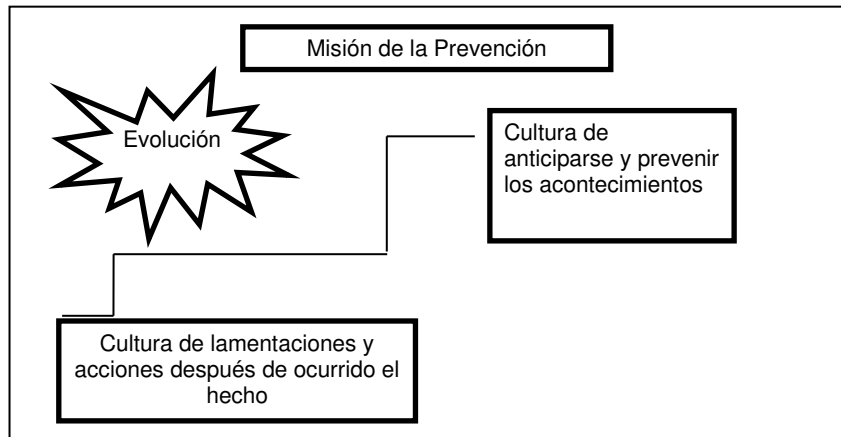 Misión de la Prevención
Evolución
Cultura de
anticiparse y prevenir
los acontecimientos
Cultura de lamentaciones y
acciones después de ocurrido el
hecho